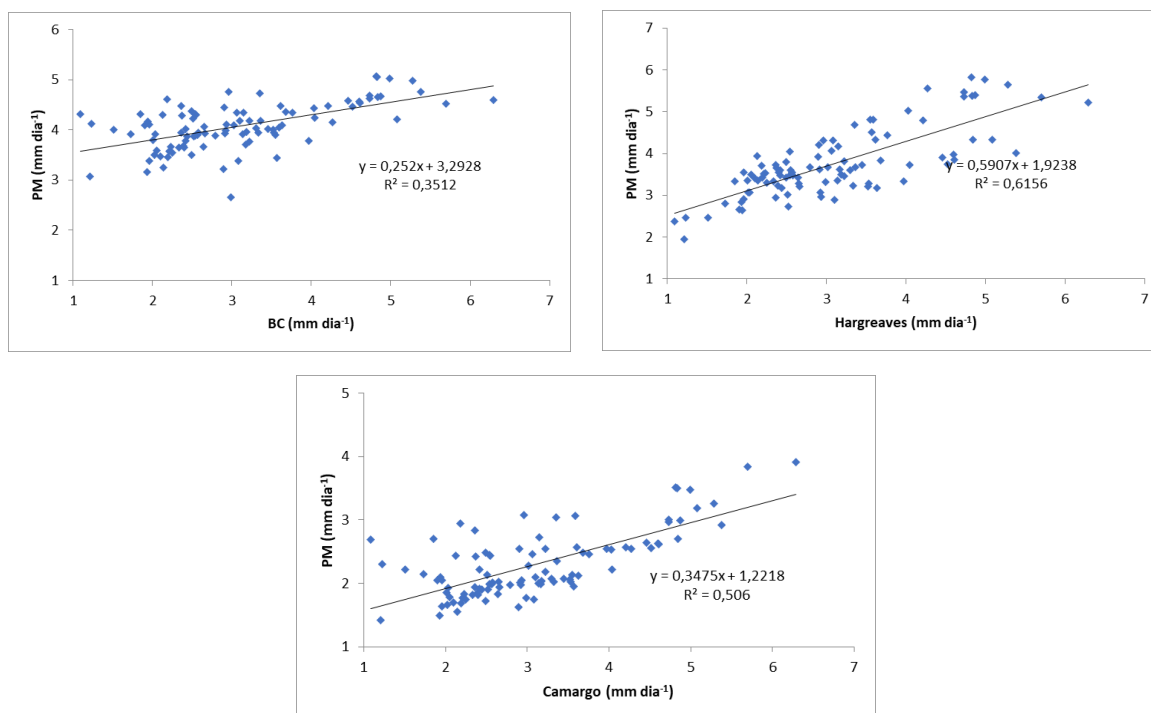 6
5
4
3
2
1
PM (mm dia⁻¹)
y = 0,252x + 3,2928
R² = 0,3512
1 2 3 4 5 6 7
BC (mm dia⁻¹)
7
6
5
4
3
2
1
PM (mm dia⁻¹)
y = 0,5907x + 1,9238
R² = 0,6156
1 2 3 4 5 6 7
Hargreaves (mm dia⁻¹)
5
4
3
2
1
PM (mm dia⁻¹)
y = 0,3475x + 1,2218
R² = 0,506
1 2 3 4 5 6 7
Camargo (mm dia⁻¹)